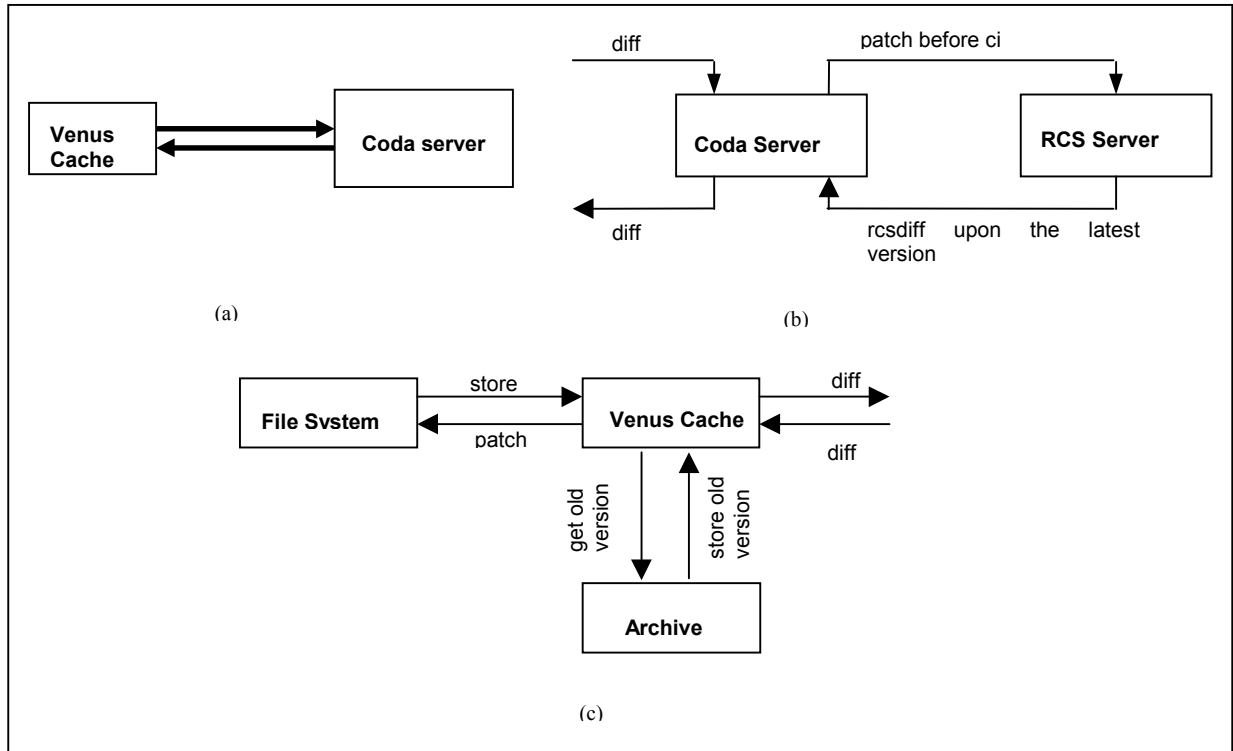 Venus
Cache
Coda server
(a)
diff
patch before ci
Coda Server
RCS Server
diff
rcsdiff upon the latest
version
(b)
store
diff
File System
Venus Cache
patch
diff
get old
version
store old
version
Archive
(c)